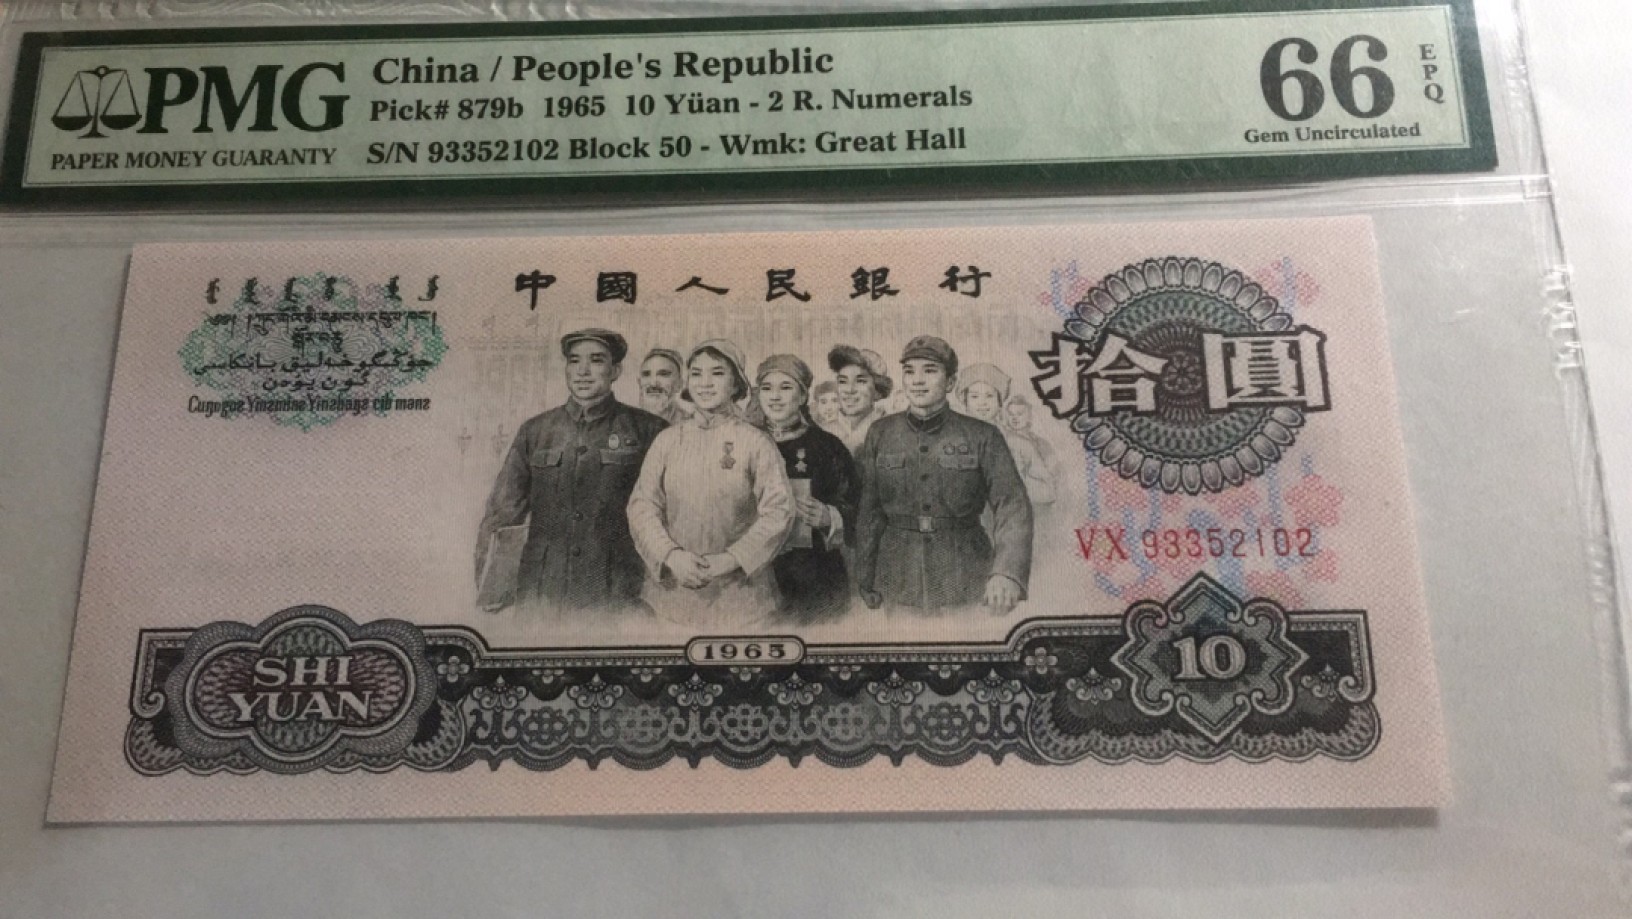 PMG
PAPER MONEY GUARANTY
China / People's Republic
Pick# 879b 1965 10 Yüan - 2 R. Numerals
S/N 93352102 Block 50 - Wmk: Great Hall
66
EPQ
Gem Uncirculated
中國人民銀行
拾圓
VX 93352102
1965
SHI
YUAN
10